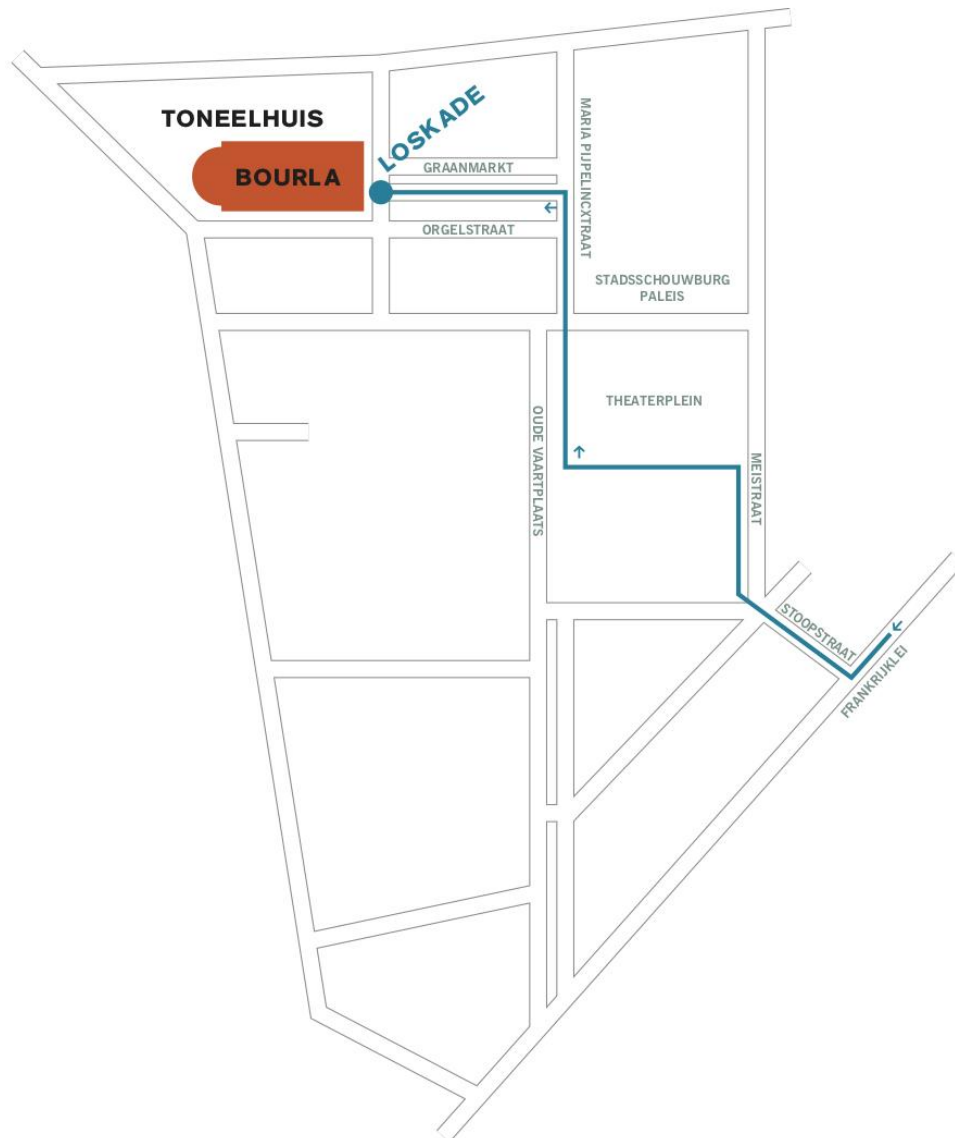 TONEELHUIS
BOURLA
LOSKADE
GRAANMARKT
ORGELSTRAAT
MARIA PIJPELINCXTRAAT
STADSSCHOUWBURG
PALEIS
THEATERPLEIN
OUDE VAARTPLAATS
MEISTRAAT
STOOPSTRAAT
FRANKRIJKLEI